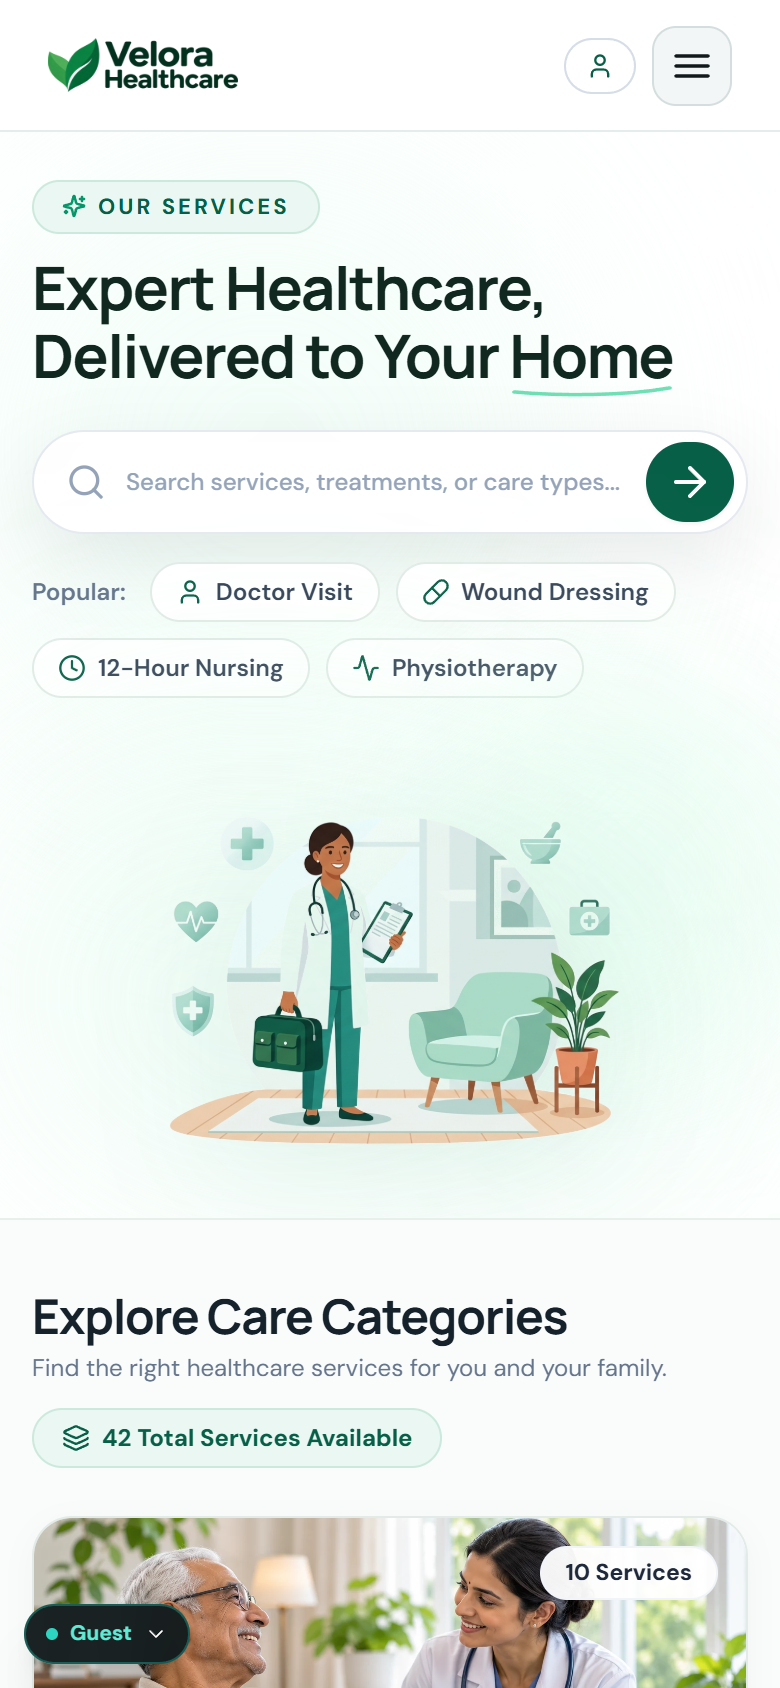 Velora
Healthcare
OUR SERVICES
Expert Healthcare,
Delivered to Your Home
Search services, treatments, or care types...
Popular:
Doctor Visit
Wound Dressing
12-Hour Nursing
Physiotherapy
Explore Care Categories
Find the right healthcare services for you and your family.
42 Total Services Available
10 Services
Guest